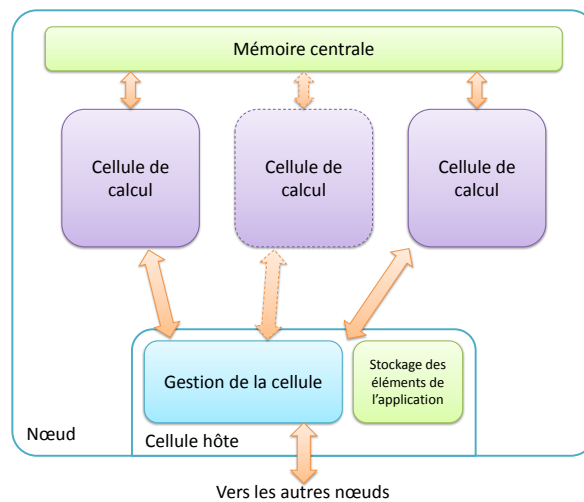 Mémoire centrale
Cellule de
calcul
Cellule de
calcul
Cellule de
calcul
Gestion de la cellule
Stockage des
éléments de
l'application
Nœud
Cellule hôte
Vers les autres nœuds